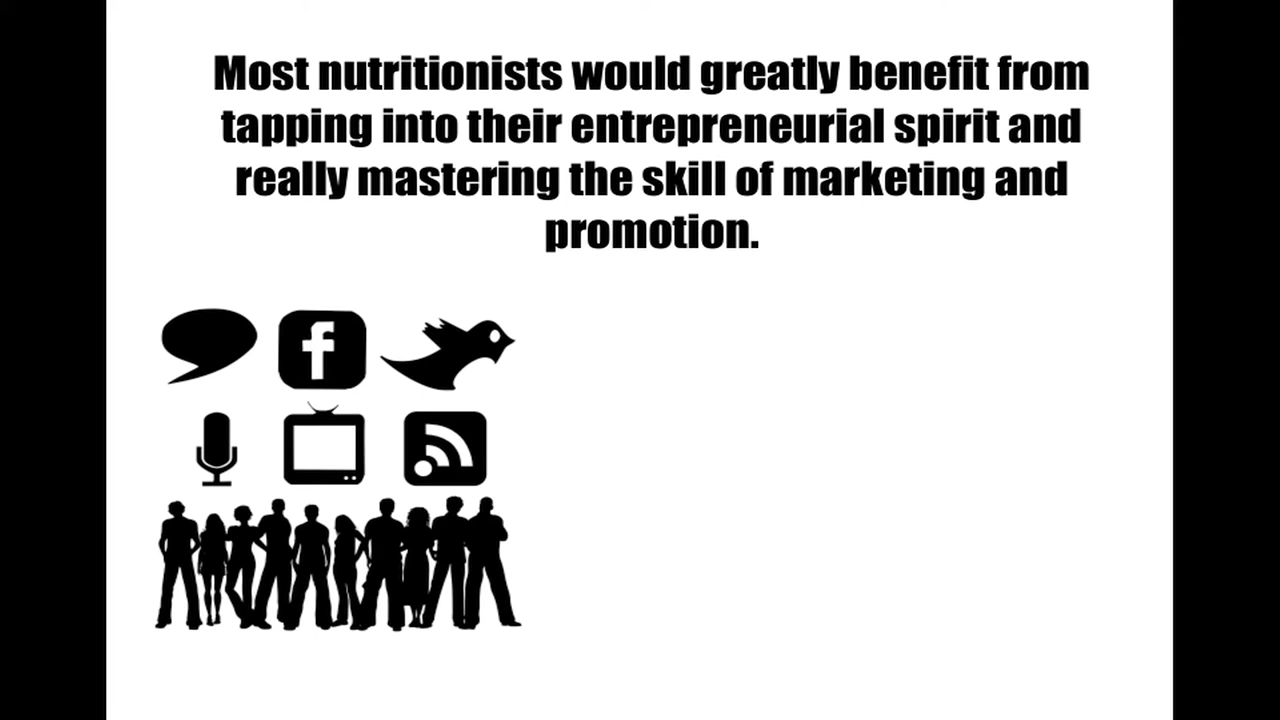 Most nutritionists would greatly benefit from
tapping into their entrepreneurial spirit and
really mastering the skill of marketing and
promotion.
f